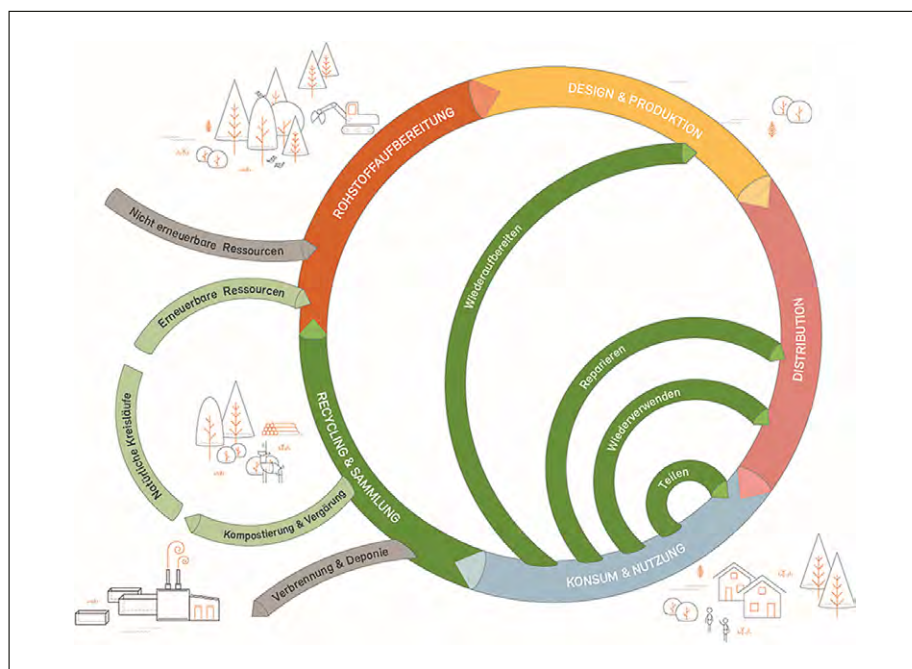 DESIGN & PRODUKTION
ROHSTOFFAUFBEREITUNG
Nicht erneuerbare Ressourcen
Erneuerbare Ressourcen
Wiederaufbereiten
Reparieren
DISTRIBUTION
Wiederverwenden
Natürliche Kreisläufe
RECYCLING & SAMMLUNG
Teilen
Kompostierung & Vergärung
Verbrennung & Deponie
KONSUM & NUTZUNG